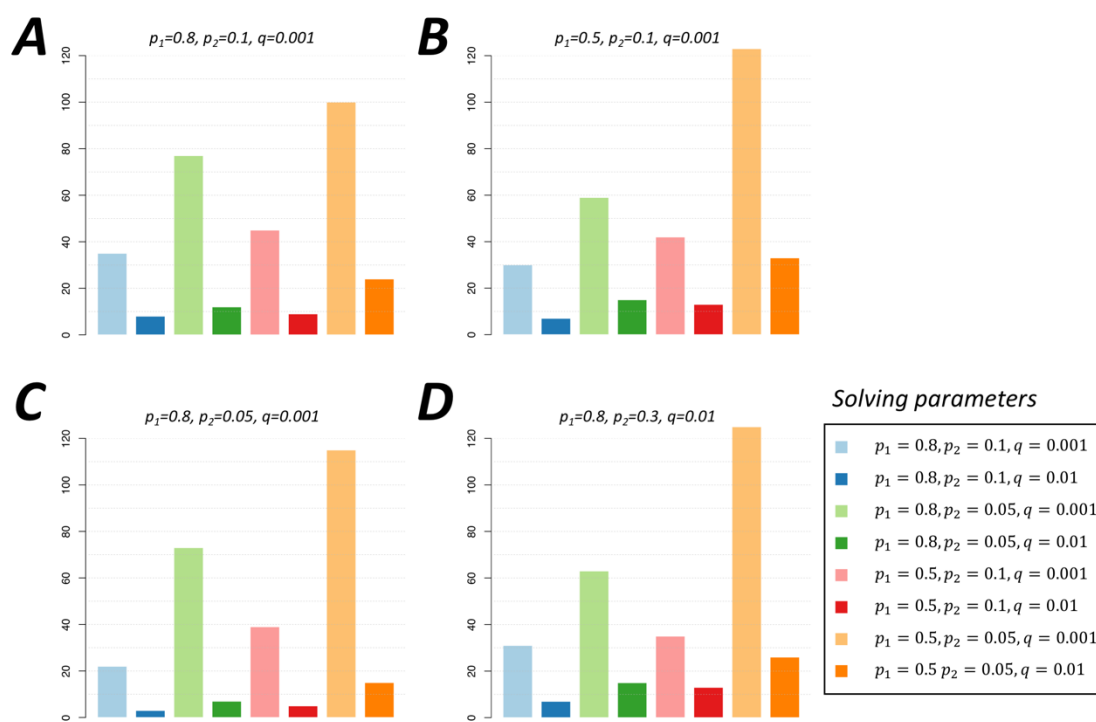 A
p1=0.8, p2=0.1, q=0.001
120
100
80
60
40
20
0
B
p1=0.5, p2=0.1, q=0.001
120
100
80
60
40
20
0
C
p1=0.8, p2=0.05, q=0.001
120
100
80
60
40
20
0
D
p1=0.8, p2=0.3, q=0.01
120
100
80
60
40
20
0
Solving parameters
p1 = 0.8, p2 = 0.1, q = 0.001
p1 = 0.8, p2 = 0.1, q = 0.01
p1 = 0.8, p2 = 0.05, q = 0.001
p1 = 0.8, p2 = 0.05, q = 0.01
p1 = 0.5, p2 = 0.1, q = 0.001
p1 = 0.5, p2 = 0.1, q = 0.01
p1 = 0.5, p2 = 0.05, q = 0.001
p1 = 0.5 p2 = 0.05, q = 0.01